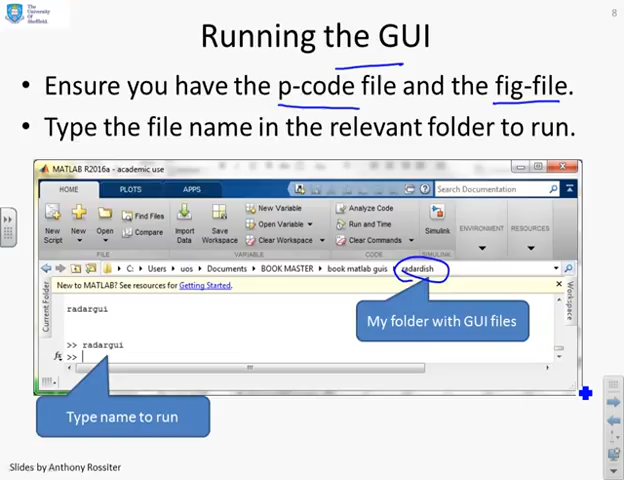 The
University
Of
Sheffield.
8
Running the GUI
• Ensure you have the p-code file and the fig-file.
• Type the file name in the relevant folder to run.
MATLAB R2016a - academic use
HOME PLOTS APPS Search Documentation
New Script
New
Open
Find Files
Compare
Import Data
Save Workspace
New Variable
Open Variable
Clear Workspace
Analyze Code
Run and Time
Clear Commands
Simulink
ENVIRONMENT
RESOURCES
FILE VARIABLE CODE SIMULINK
C: Users uos Documents BOOK MASTER book matlab guis radardish
New to MATLAB? See resources for Getting Started.
Current Folder
Workspace
radargui
My folder with GUI files
>> radargui
fx >>
Type name to run
Slides by Anthony Rossiter